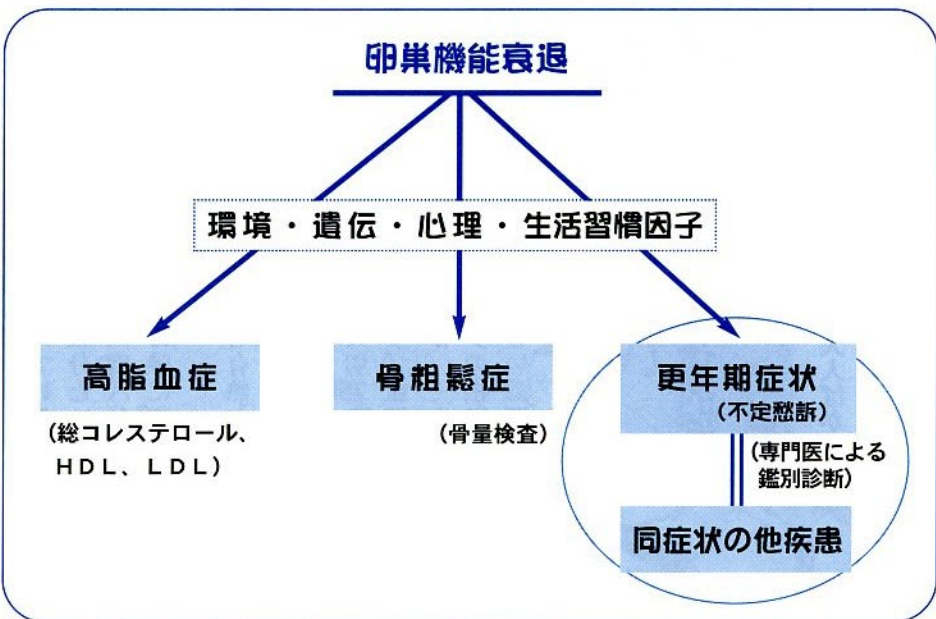 卵巣機能衰退
環境・遺伝・心理・生活習慣因子
高脂血症
(総コレステロール、
HDL、LDL)
骨粗鬆症
(骨量検査)
更年期症状
(不定愁訴)
(専門医による
鑑別診断)
同症状の他疾患